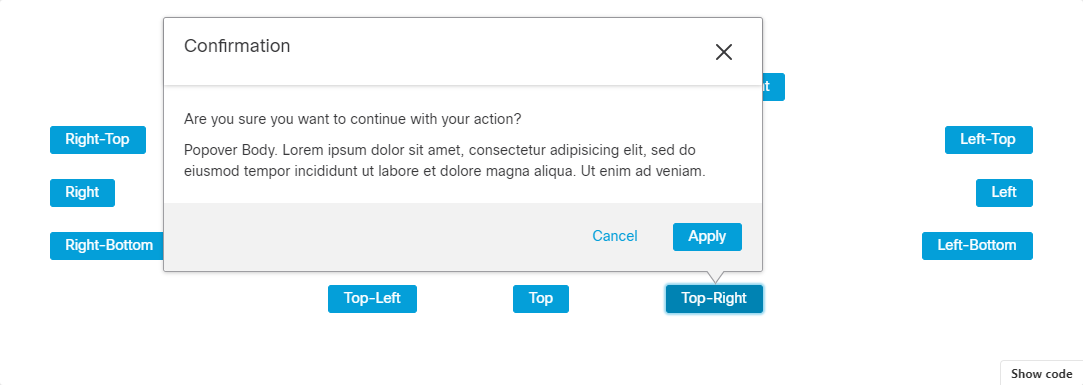 Confirmation
Are you sure you want to continue with your action?
Popover Body. Lorem ipsum dolor sit amet, consectetur adipisicing elit, sed do
eiusmod tempor incididunt ut labore et dolore magna aliqua. Ut enim ad veniam.
Cancel
Apply
Right-Top
Left-Top
Right
Left
Right-Bottom
Left-Bottom
Top-Left
Top
Top-Right
Show code